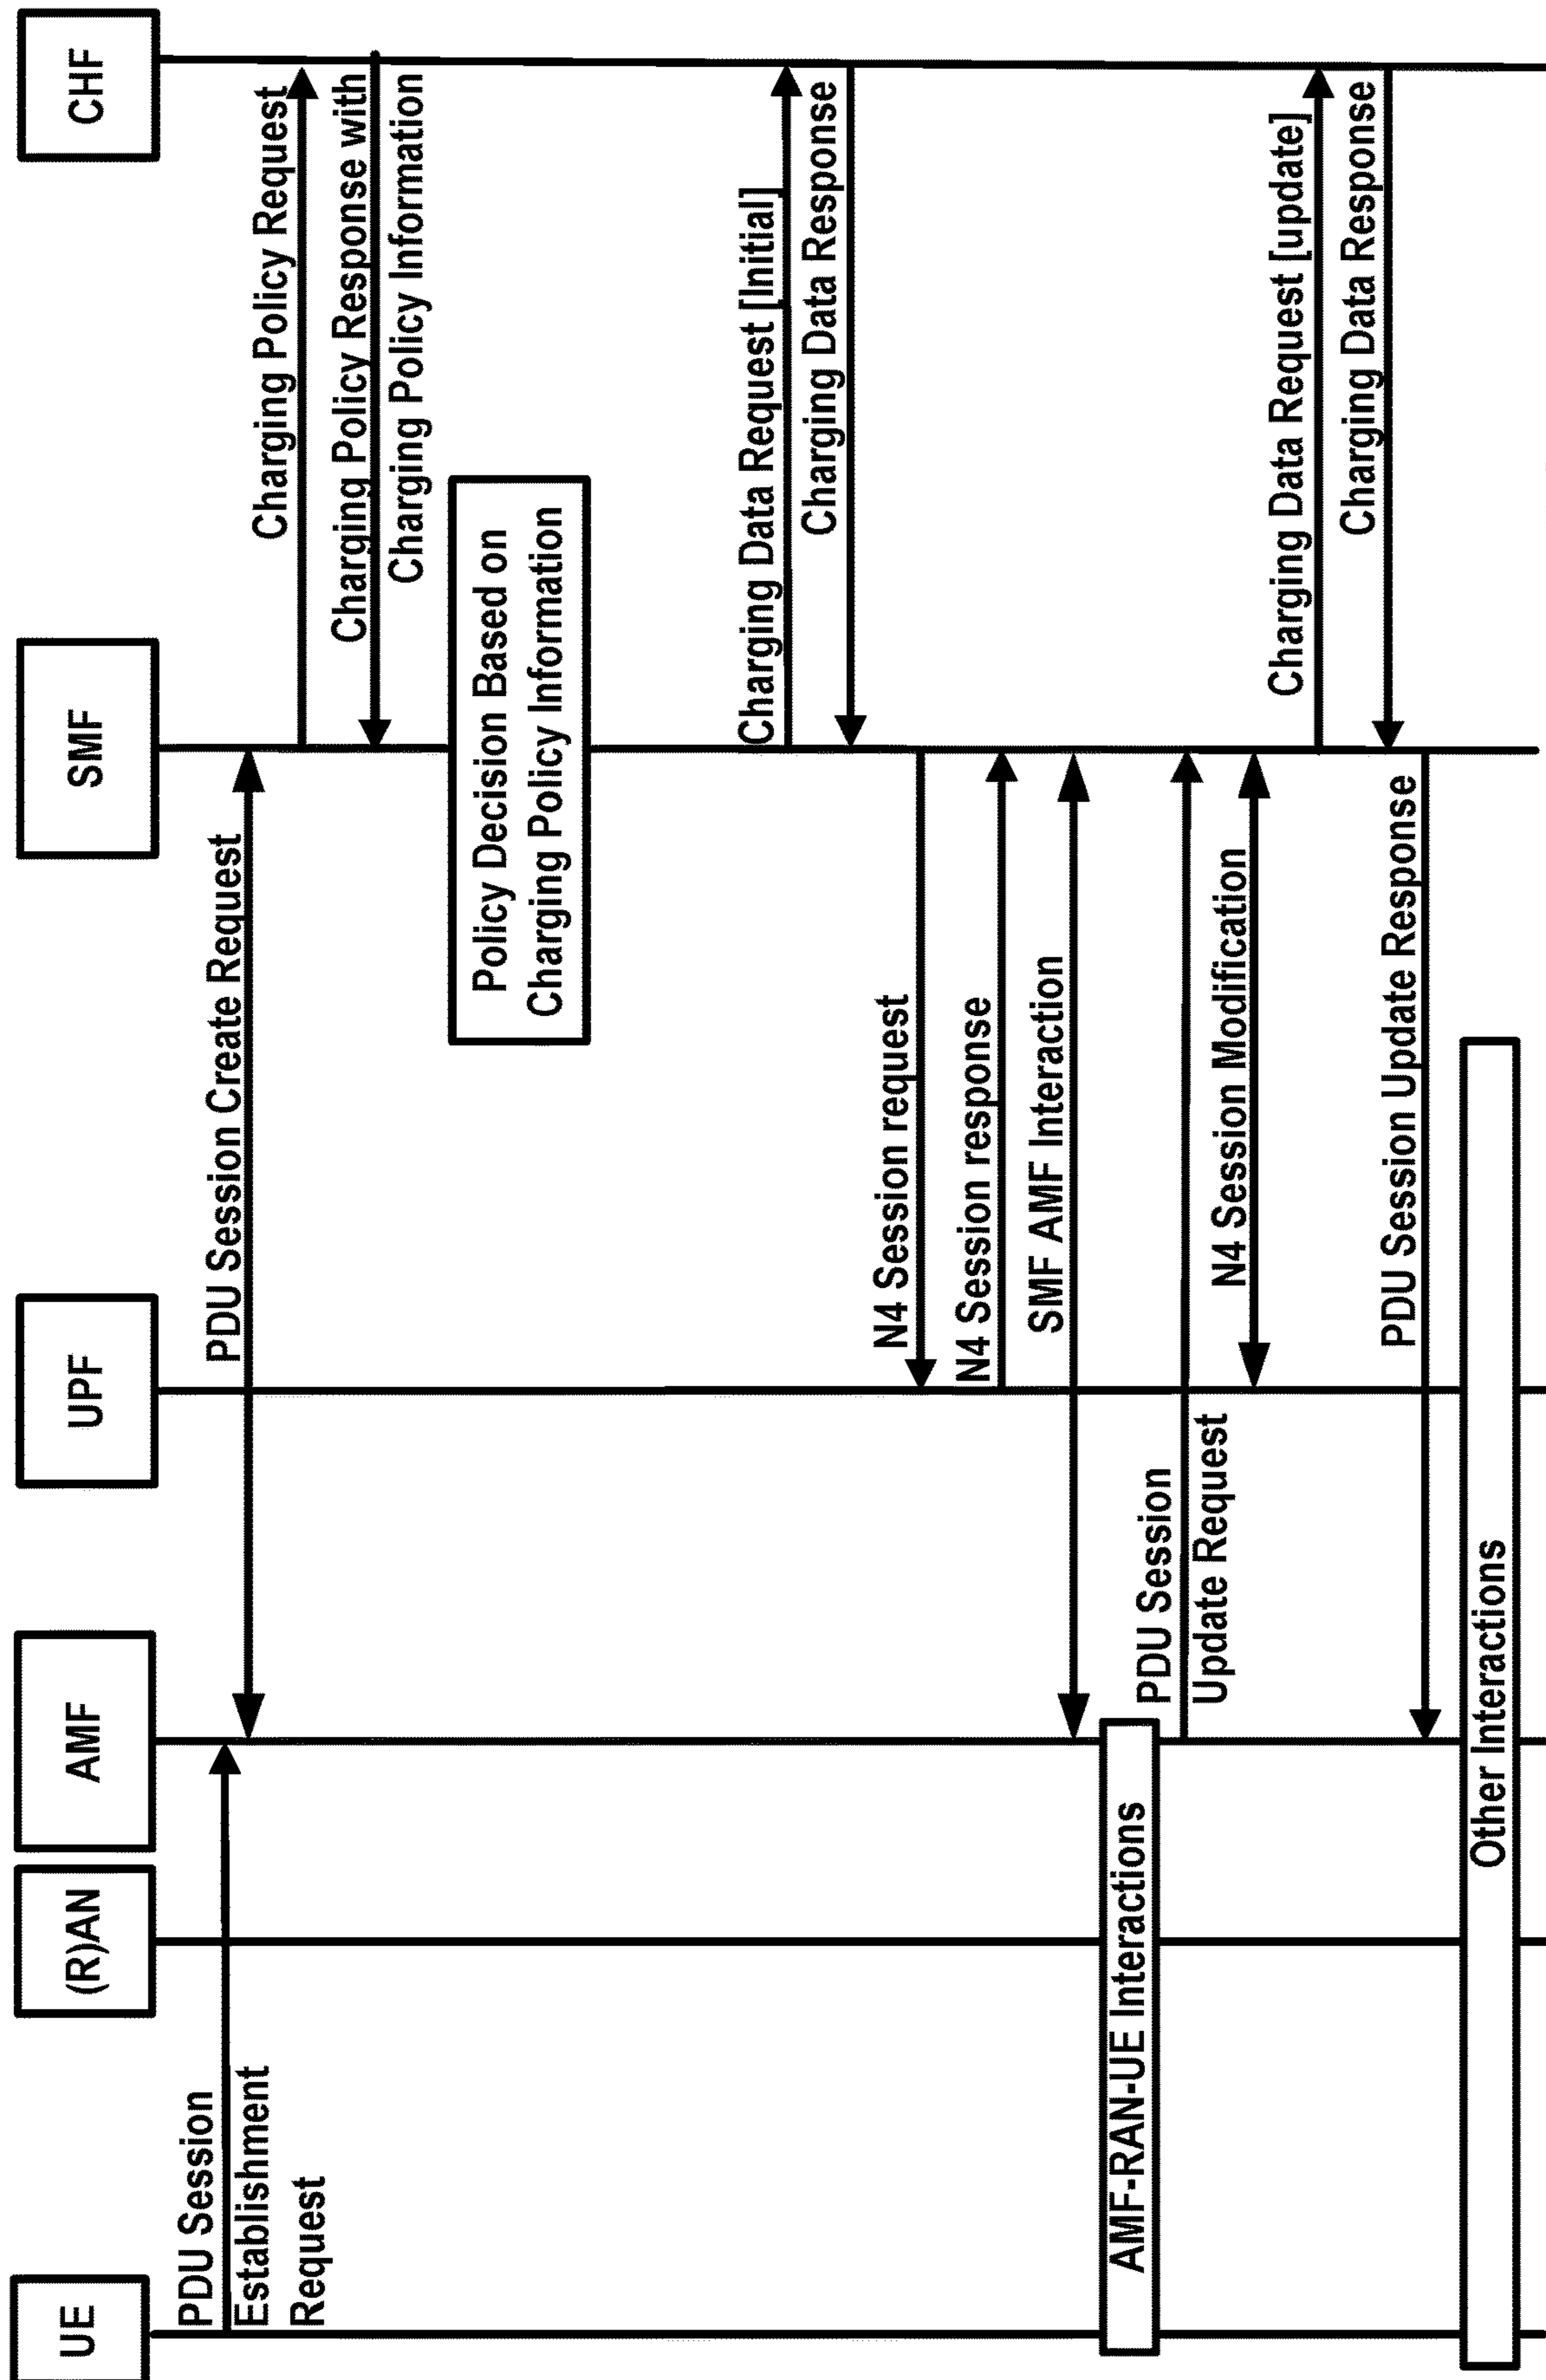 UE
(R)AN
AMF
UPF
SMF
CHF
PDU Session
Establishment
Request
PDU Session Create Request
Charging Policy Request
Charging Policy Response with
Charging Policy Information
Policy Decision Based on
Charging Policy Information
Charging Data Request [Initial]
Charging Data Response
N4 Session request
N4 Session response
SMF AMF Interaction
AMF-RAN-UE Interactions
PDU Session
Update Request
N4 Session Modification
Charging Data Request [update]
Charging Data Response
PDU Session Update Response
Other Interactions